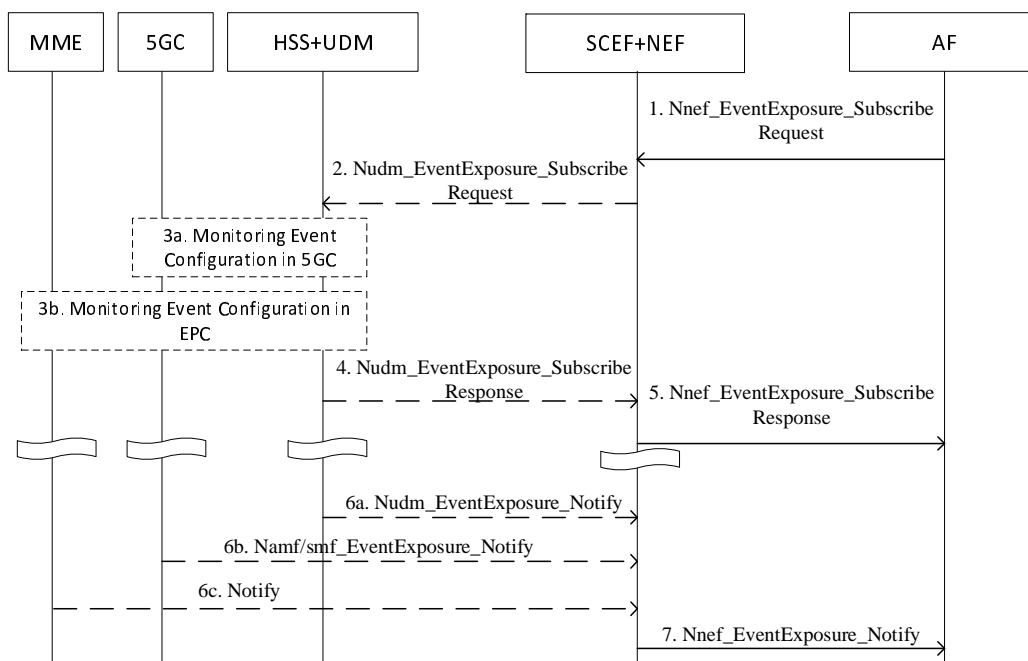 MME
5GC
HSS+UDM
SCEF+NEF
AF
1. Nnef_EventExposure_Subscribe
Request
2. Nudm_EventExposure_Subscribe
Request
3a. Monitoring Event
Configuration in 5GC
3b. Monitoring Event Configuration in
EPC
4. Nudm_EventExposure_Subscribe
Response
5. Nnef_EventExposure_Subscribe
Response
6a. Nudm_EventExposure_Notify
6b. Namf/smf_EventExposure_Notify
6c. Notify
7. Nnef_EventExposure_Notify